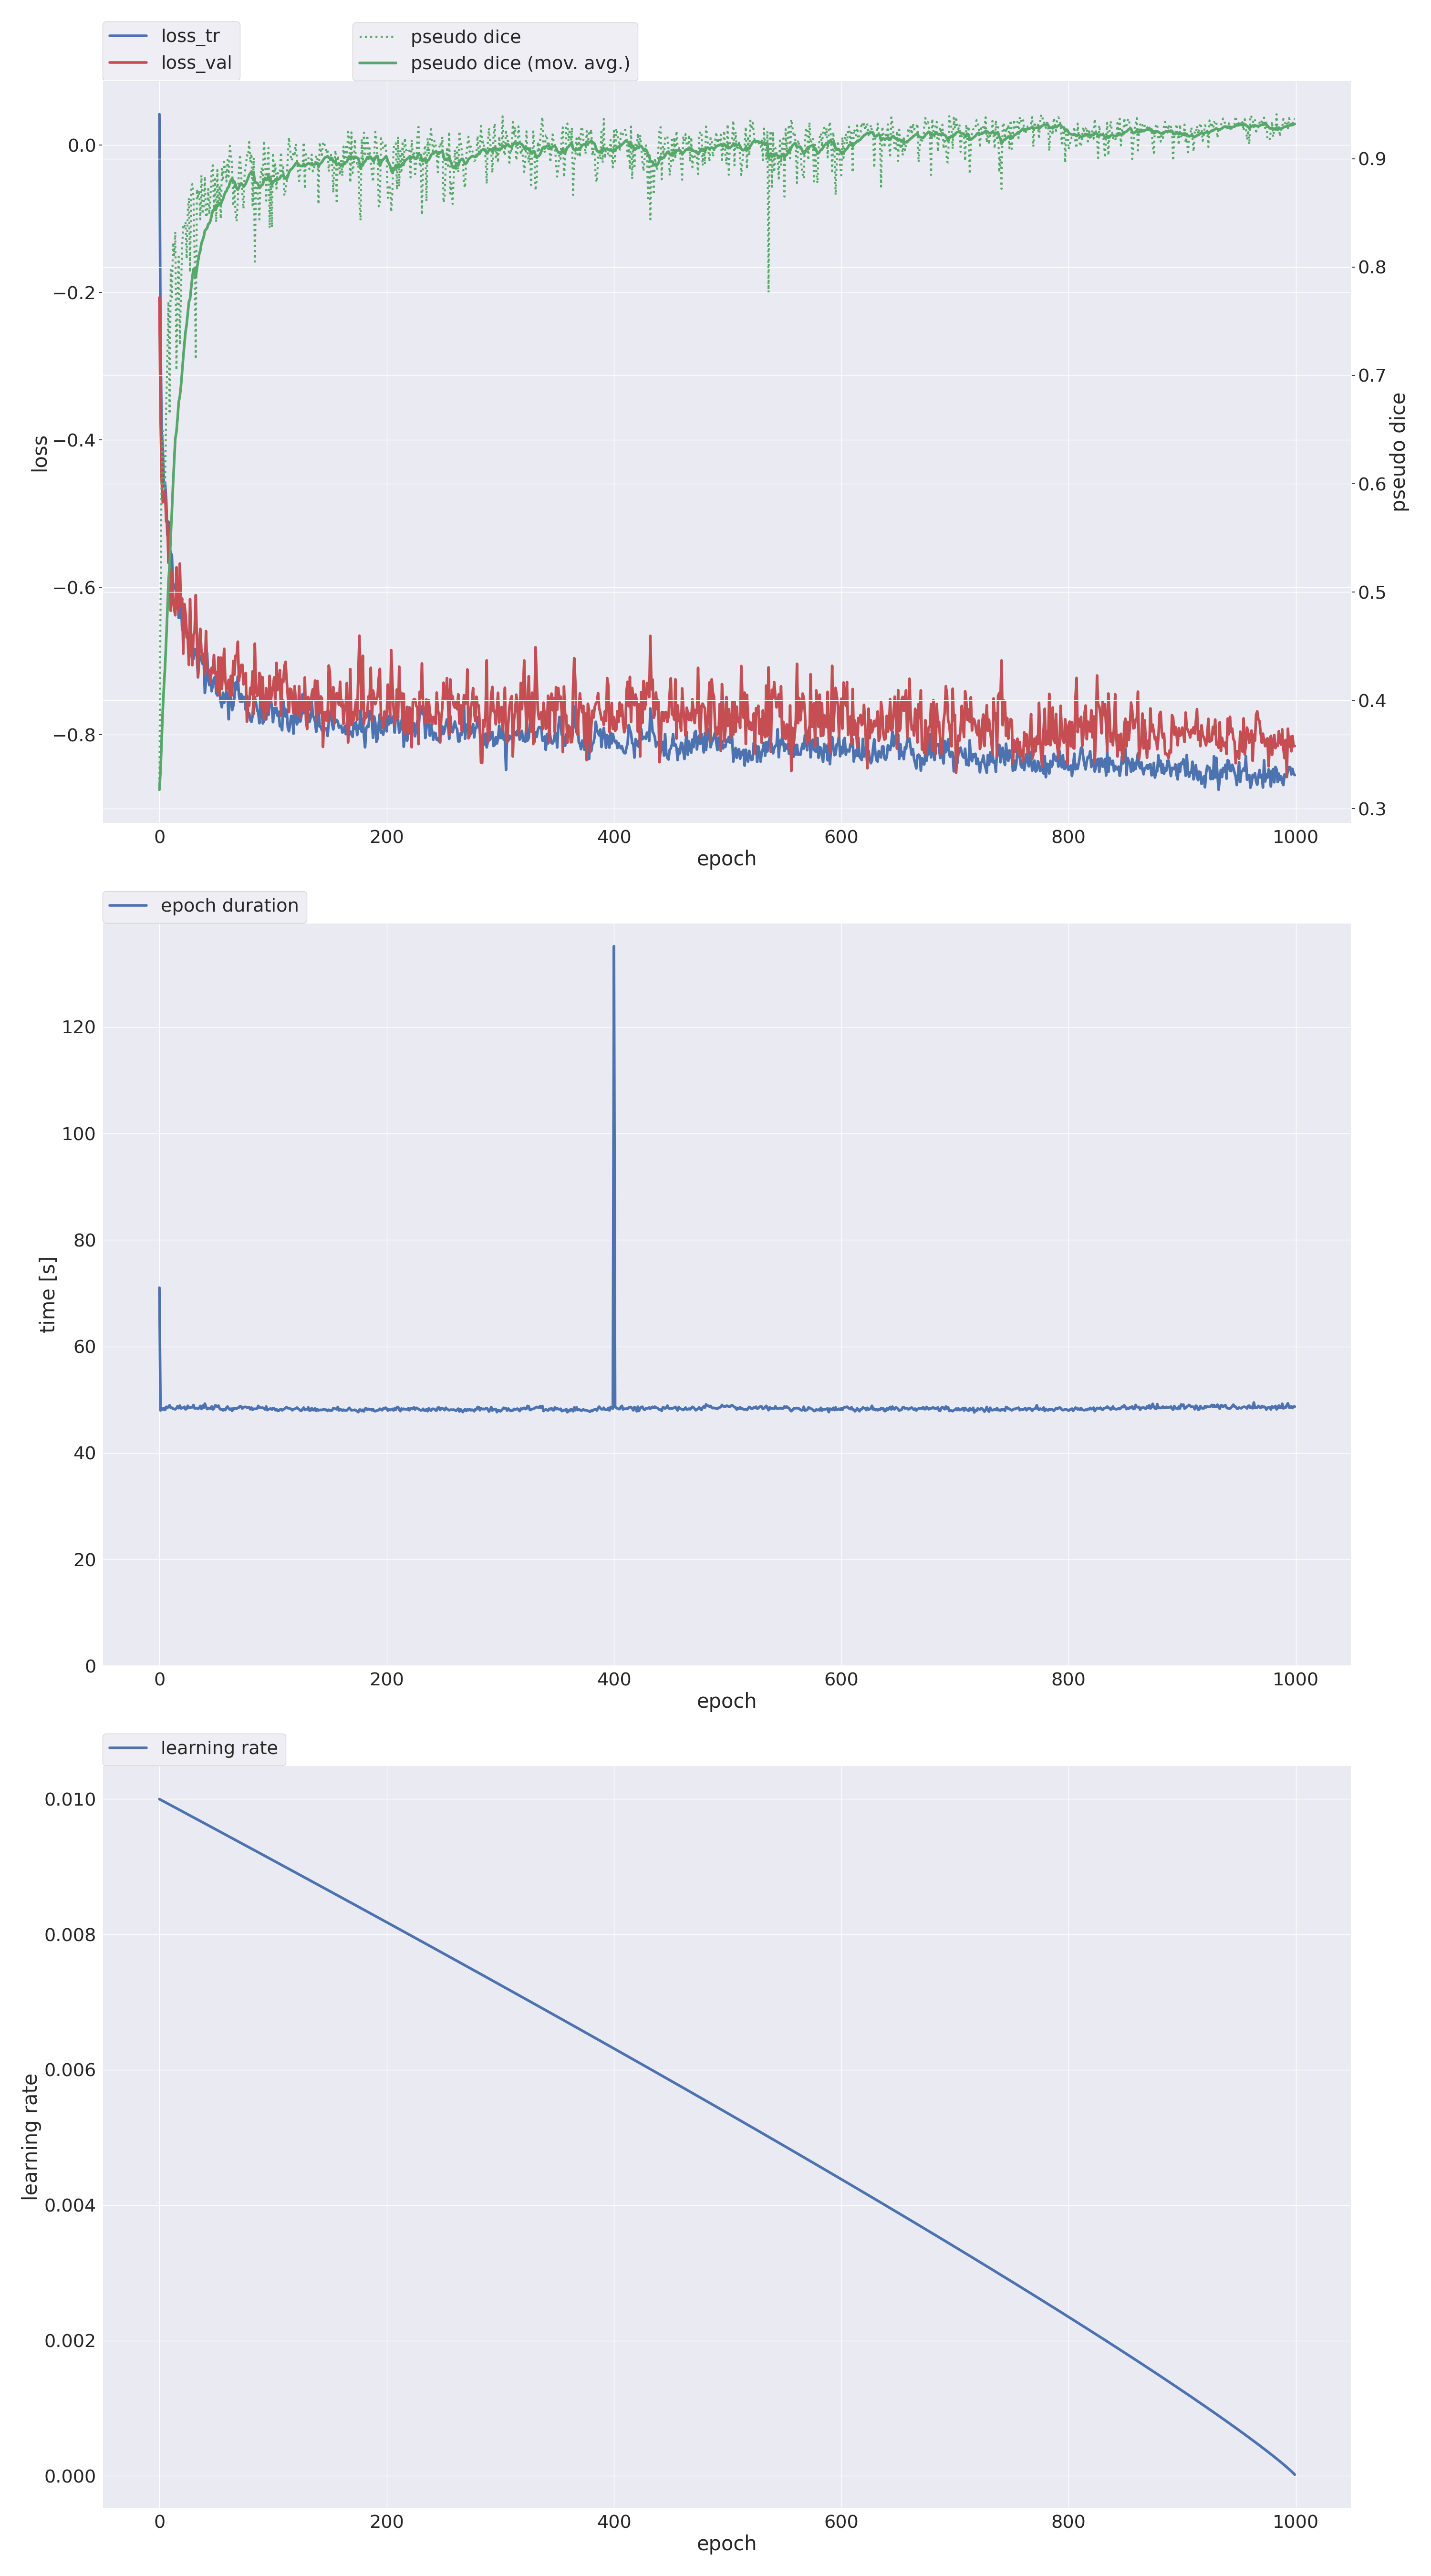 loss_tr
loss_val
pseudo dice
pseudo dice (mov. avg.)
0.0
−0.2
−0.4
−0.6
−0.8
loss
0.9
0.8
0.7
0.6
0.5
0.4
0.3
pseudo dice
0 200 400 600 800 1000
epoch
epoch duration
120
100
80
60
40
20
0
time [s]
0 200 400 600 800 1000
epoch
learning rate
0.010
0.008
0.006
0.004
0.002
0.000
learning rate
0 200 400 600 800 1000
epoch